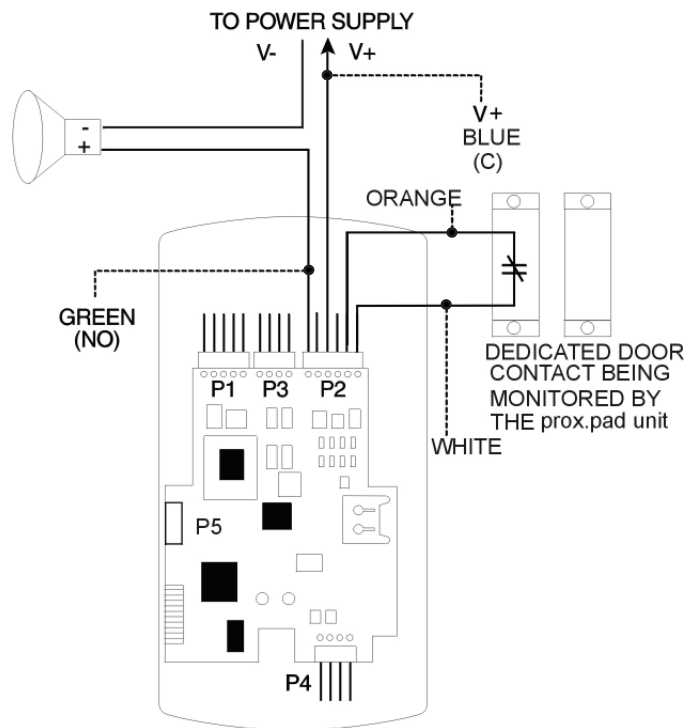 TO POWER SUPPLY
V-
V+
-
+
V+
BLUE
(C)
ORANGE
GREEN
(NO)
DEDICATED DOOR
CONTACT BEING
MONITORED BY
THE prox.pad unit
WHITE
P1
P3
P2
P5
P4